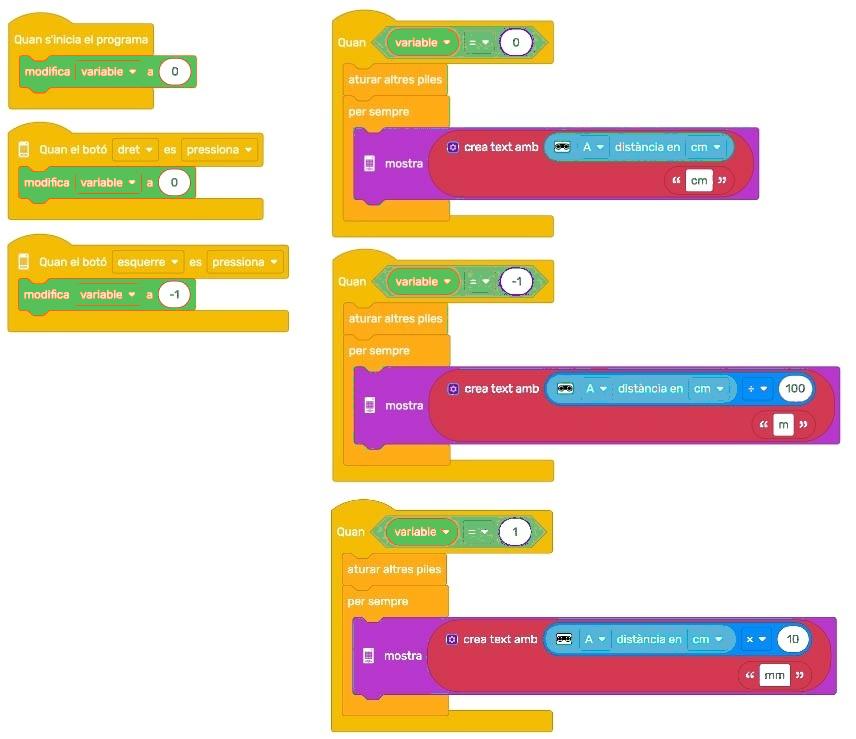 Quan s'inicia el programa
modifica variable a 0
Quan el botó dret es pressiona
modifica variable a 0
Quan el botó esquerre es pressiona
modifica variable a -1
Quan variable = 0
aturar altres piles
per sempre
mostra crea text amb A distància en cm
“ cm ”
Quan variable = -1
aturar altres piles
per sempre
mostra crea text amb A distància en cm ÷ 100
“ m ”
Quan variable = 1
aturar altres piles
per sempre
mostra crea text amb A distància en cm × 10
“ mm ”